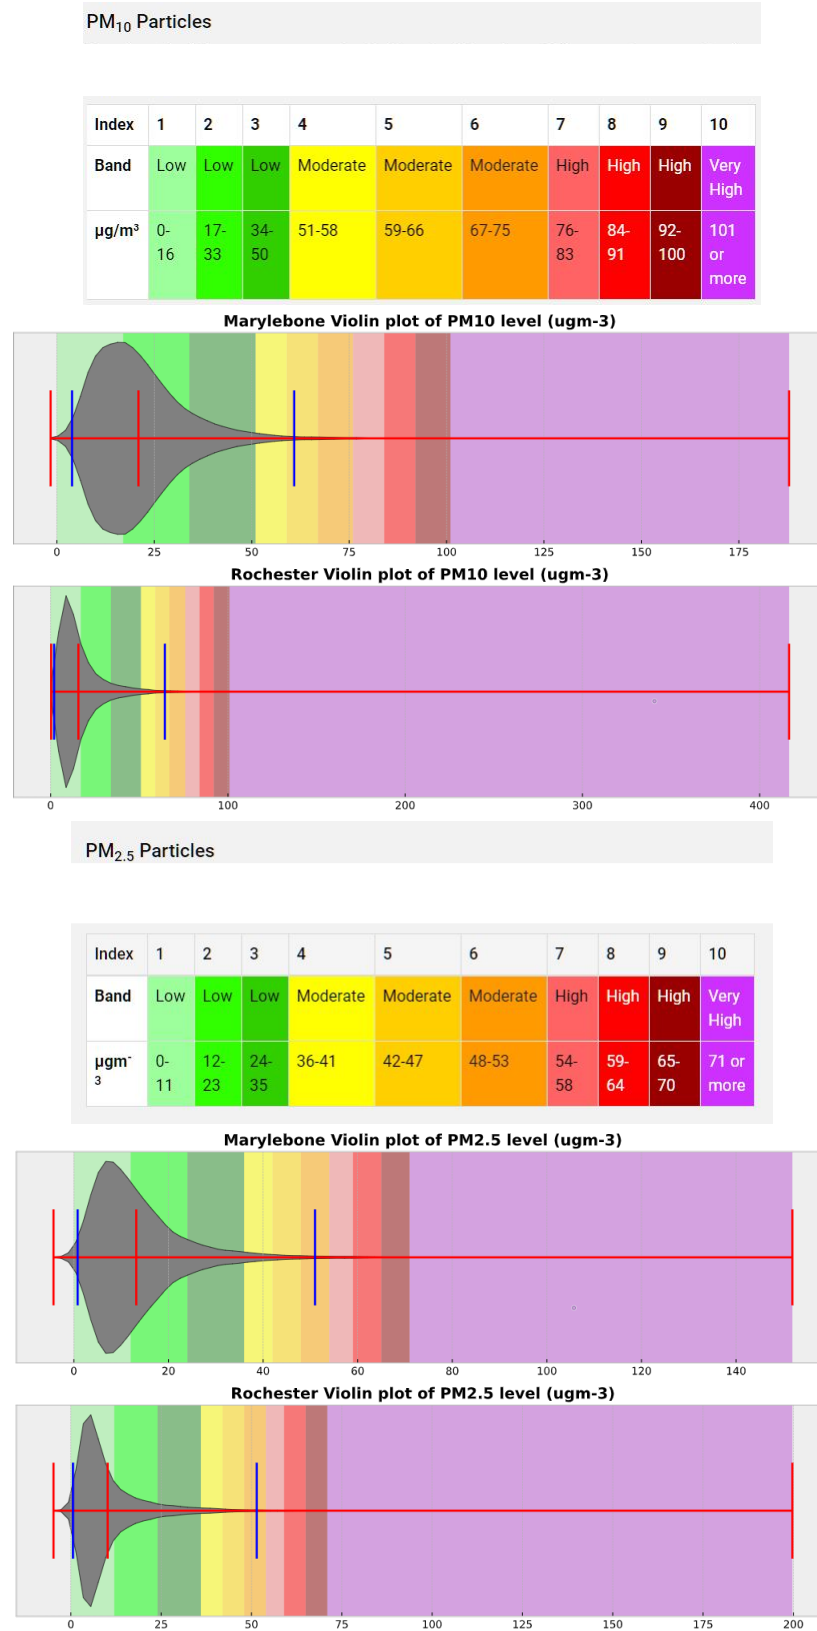 PM10 Particles
Index 1 2 3 4 5 6 7 8 9 10
Band Low Low Low Moderate Moderate Moderate High High High Very High
µg/m³ 0-16 17-33 34-50 51-58 59-66 67-75 76-83 84-91 92-100 101 or more
Marylebone Violin plot of PM10 level (ugm-3)
0 25 50 75 100 125 150 175
Rochester Violin plot of PM10 level (ugm-3)
0 100 200 300 400
PM2.5 Particles
Index 1 2 3 4 5 6 7 8 9 10
Band Low Low Low Moderate Moderate Moderate High High High Very High
µgm-3 0-11 12-23 24-35 36-41 42-47 48-53 54-58 59-64 65-70 71 or more
Marylebone Violin plot of PM2.5 level (ugm-3)
0 20 40 60 80 100 120 140
Rochester Violin plot of PM2.5 level (ugm-3)
0 25 50 75 100 125 150 175 200